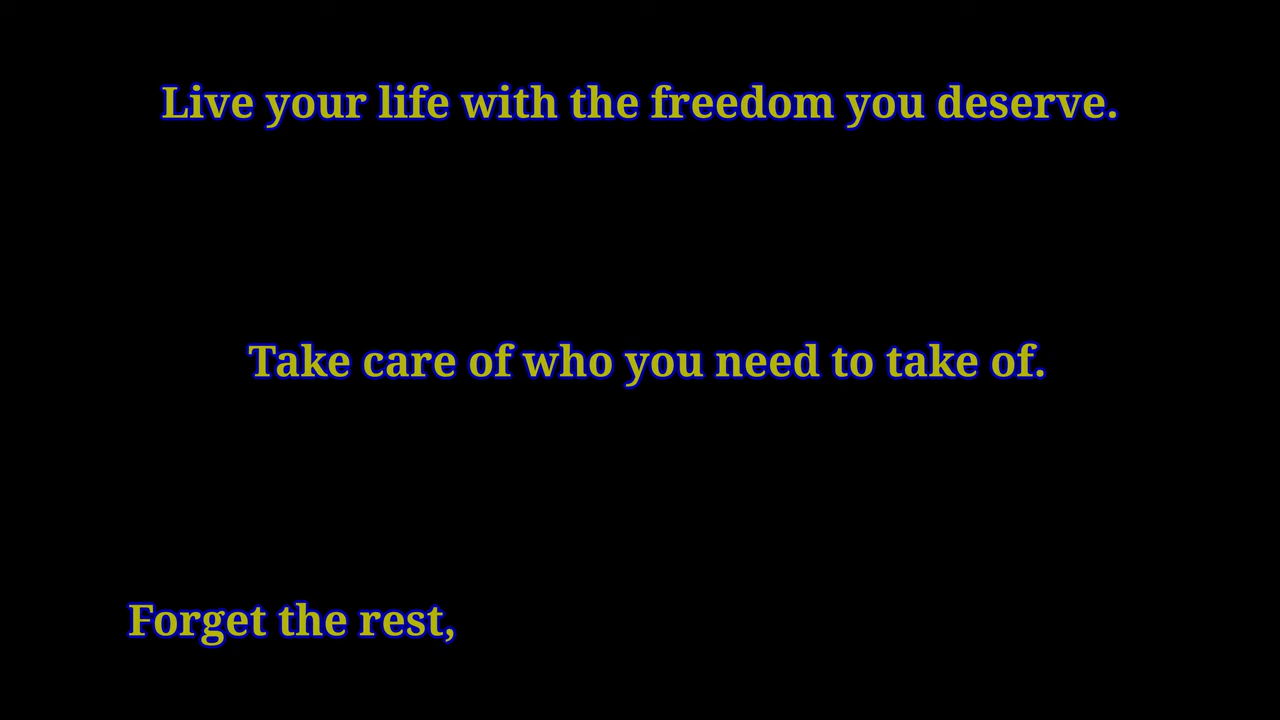 Live your life with the freedom you deserve.
Take care of who you need to take of.
Forget the rest,